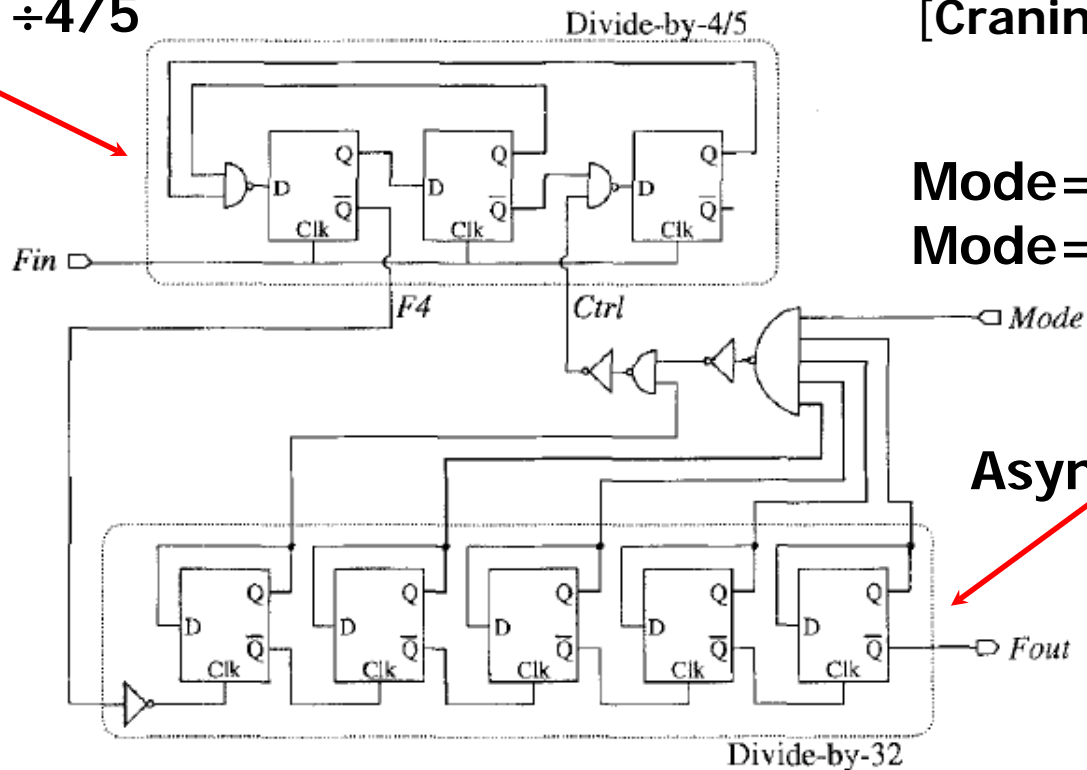 ÷4/5
Divide-by-4/5
[Cranin
Q
Q
Q
D
D
D
Q̅
Q̅
Q̅
Clk
Clk
Clk
Fin
Mode=
Mode=
F4
Ctrl
Mode
Asyn
Q
Q
Q
Q
Q
D
D
D
D
D
Q̅
Q̅
Q̅
Q̅
Q̅
Clk
Clk
Clk
Clk
Clk
Fout
Divide-by-32